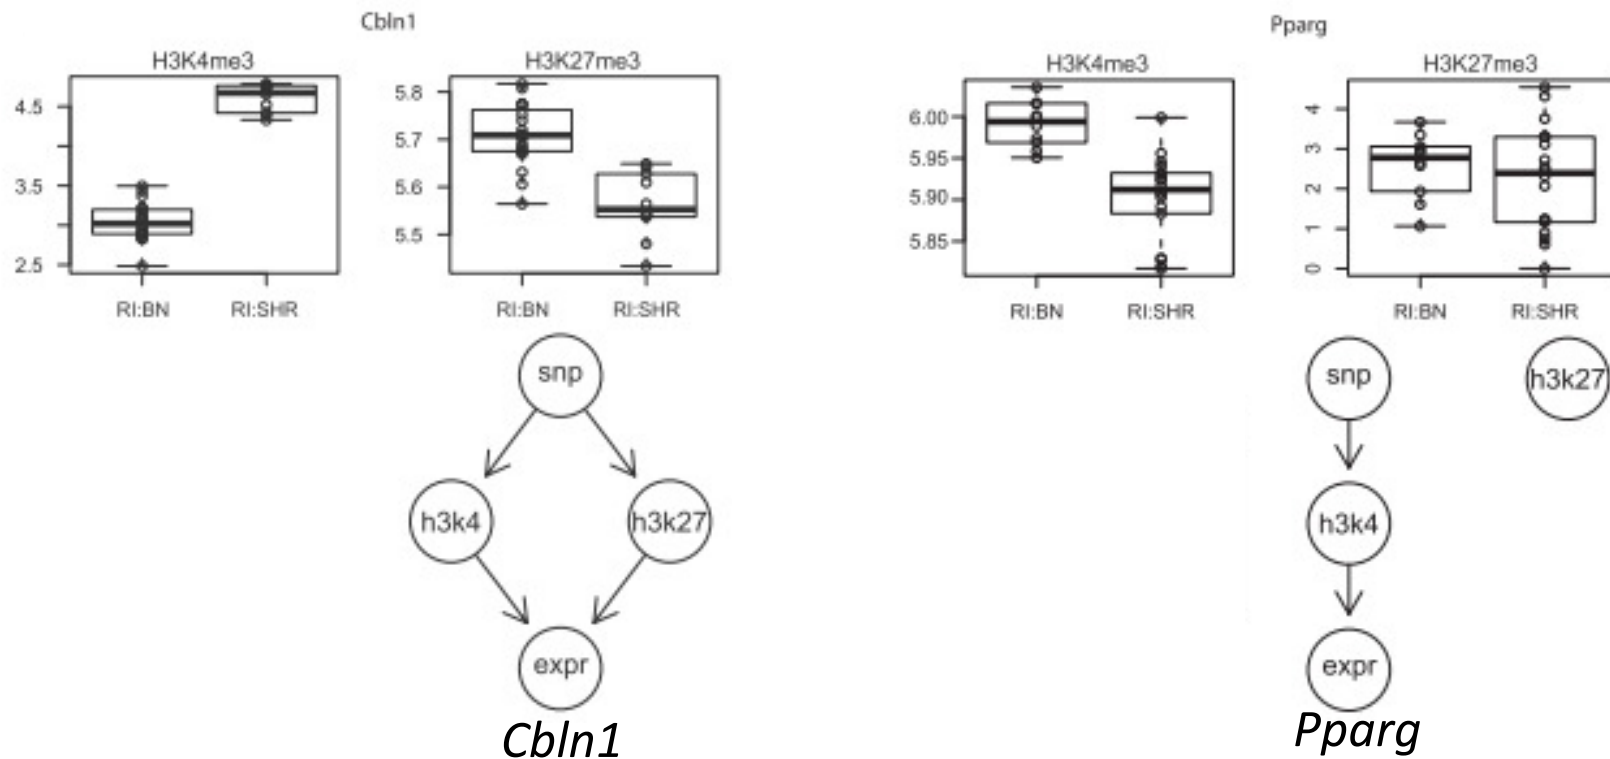 Cbln1
H3K4me3
4.5
3.5
2.5
RI:BN RI:SHR
H3K27me3
5.8
5.7
5.6
5.5
RI:BN RI:SHR
snp
h3k4 h3k27
expr
Cbln1
Pparg
H3K4me3
6.00
5.95
5.90
5.85
RI:BN RI:SHR
H3K27me3
4
3
2
1
0
RI:BN RI:SHR
snp h3k27
h3k4
expr
Pparg